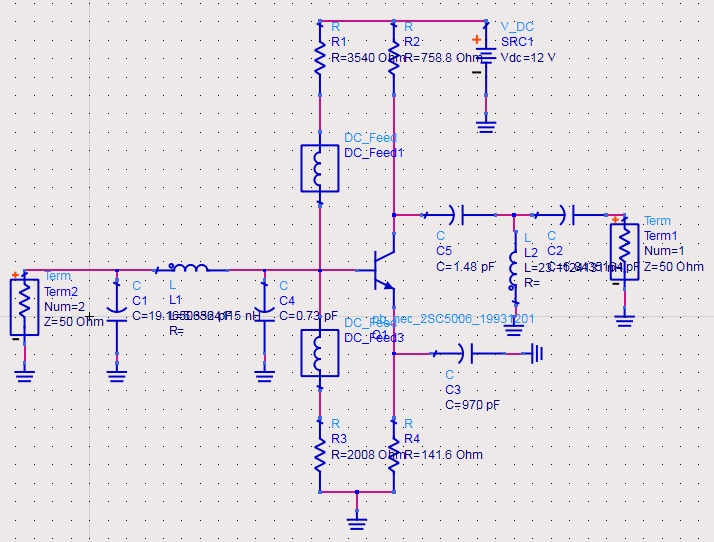 R
R1
R=3540 Ohm
R
R2
R=758.8 Ohm
V_DC
SRC1
Vdc=12 V
DC_Feed
DC_Feed1
C
C5
C=1.48 pF
L
L2
R=
C
C2
Term
Term1
Num=1
Z=50 Ohm
Term
Term2
Num=2
Z=50 Ohm
C
C1
L
L1
R=
C
C4
C=0.73 pF
pb_nec_2SC5006_19931201
Q1
DC_Feed
DC_Feed3
C
C3
C=970 pF
R
R3
R=2008 Ohm
R
R4
R=141.6 Ohm